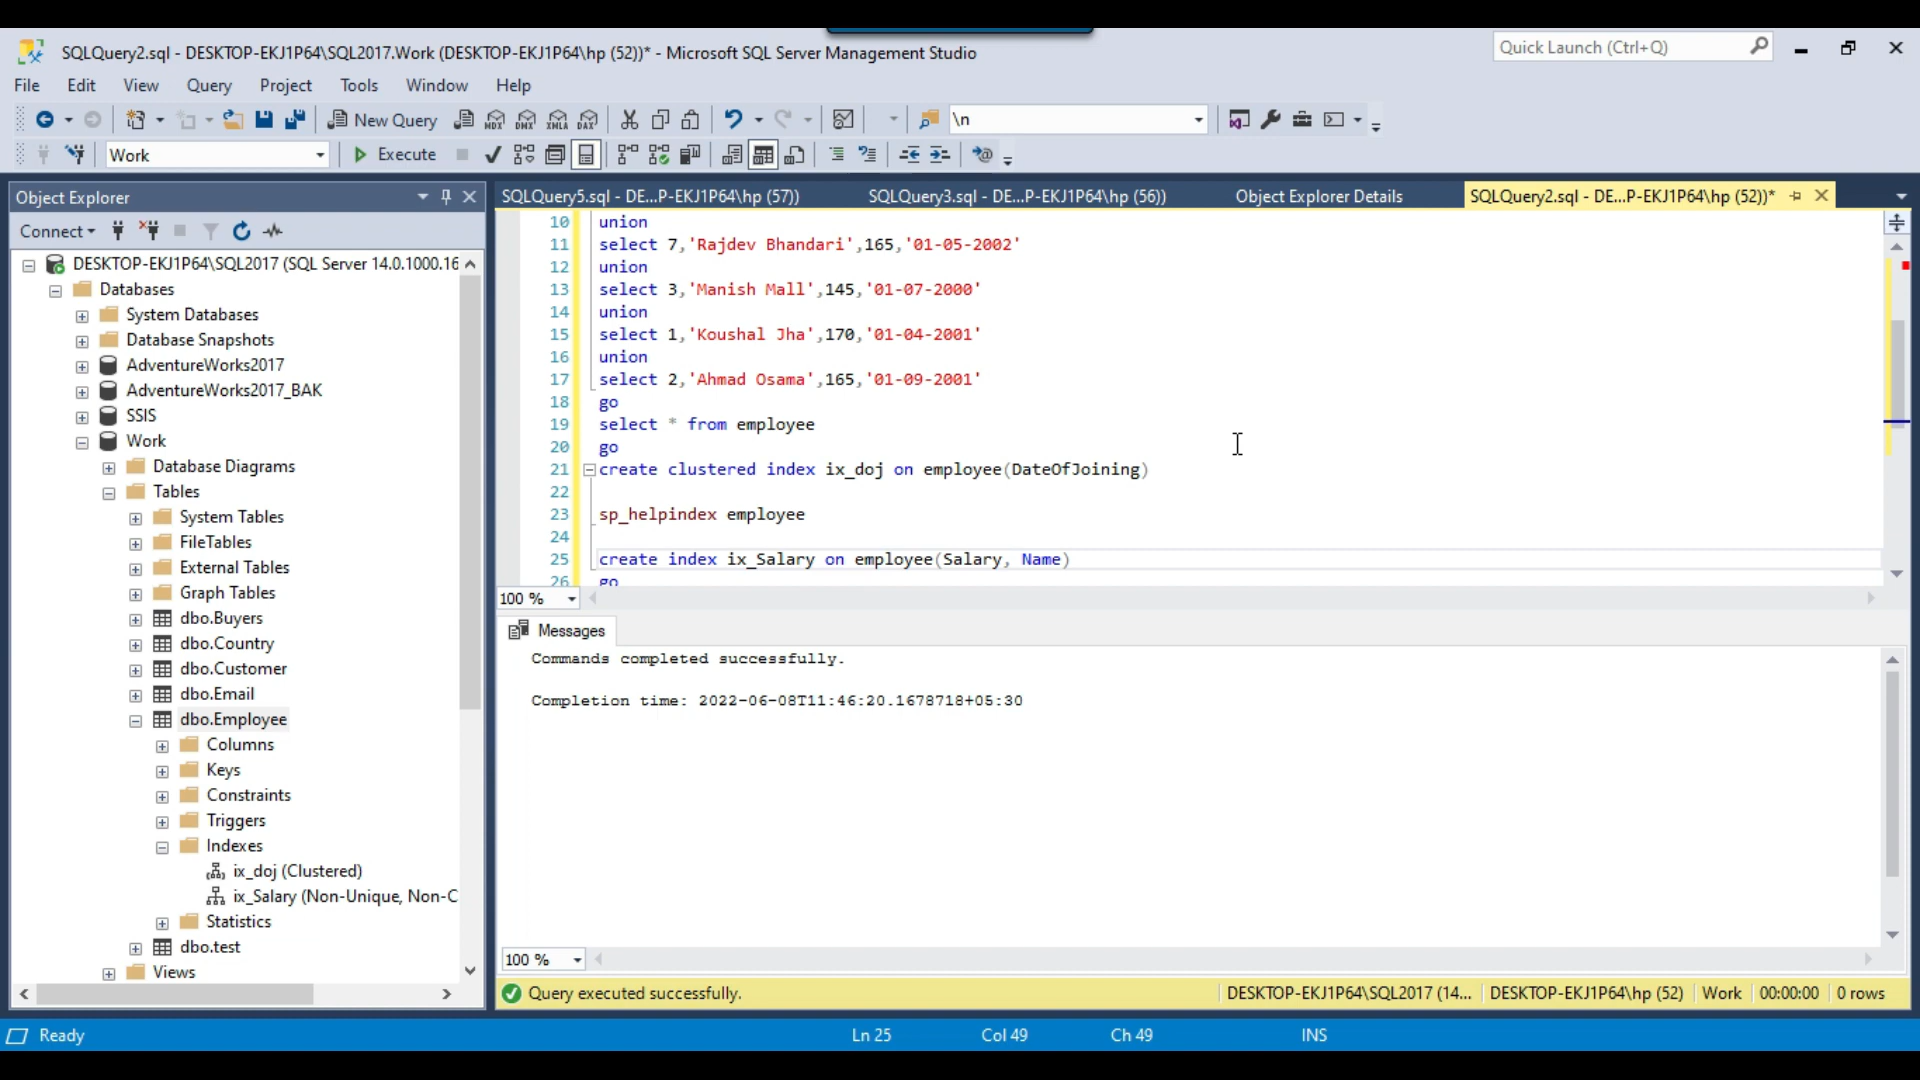 SQLQuery2.sql - DESKTOP-EKJ1P64\SQL2017.Work (DESKTOP-EKJ1P64\hp (52))* - Microsoft SQL Server Management Studio
Quick Launch (Ctrl+Q)
File Edit View Query Project Tools Window Help
New Query MDX DMX XMLA DAX \n
Work Execute
Object Explorer
SQLQuery5.sql - DE...P-EKJ1P64\hp (57))
SQLQuery3.sql - DE...P-EKJ1P64\hp (56))
Object Explorer Details
SQLQuery2.sql - DE...P-EKJ1P64\hp (52))*
Connect
DESKTOP-EKJ1P64\SQL2017 (SQL Server 14.0.1000.16
Databases
System Databases
Database Snapshots
AdventureWorks2017
AdventureWorks2017_BAK
SSIS
Work
Database Diagrams
Tables
System Tables
FileTables
External Tables
Graph Tables
dbo.Buyers
dbo.Country
dbo.Customer
dbo.Email
dbo.Employee
Columns
Keys
Constraints
Triggers
Indexes
ix_doj (Clustered)
ix_Salary (Non-Unique, Non-C
Statistics
dbo.test
Views
10 union
11 select 7,'Rajdev Bhandari',165,'01-05-2002'
12 union
13 select 3,'Manish Mall',145,'01-07-2000'
14 union
15 select 1,'Koushal Jha',170,'01-04-2001'
16 union
17 select 2,'Ahmad Osama',165,'01-09-2001'
18 go
19 select * from employee
20 go
21 create clustered index ix_doj on employee(DateOfJoining)
22
23 sp_helpindex employee
24
25 create index ix_Salary on employee(Salary, Name)
26 go
100 %
Messages
Commands completed successfully.
Completion time: 2022-06-08T11:46:20.1678718+05:30
100 %
Query executed successfully. DESKTOP-EKJ1P64\SQL2017 (14... DESKTOP-EKJ1P64\hp (52) Work 00:00:00 0 rows
Ready Ln 25 Col 49 Ch 49 INS